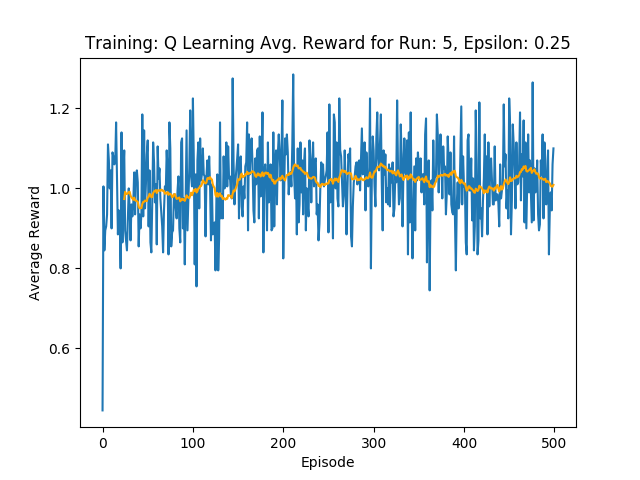 Training: Q Learning Avg. Reward for Run: 5, Epsilon: 0.25
1.2
1.0
0.8
0.6
Average Reward
0 100 200 300 400 500
Episode